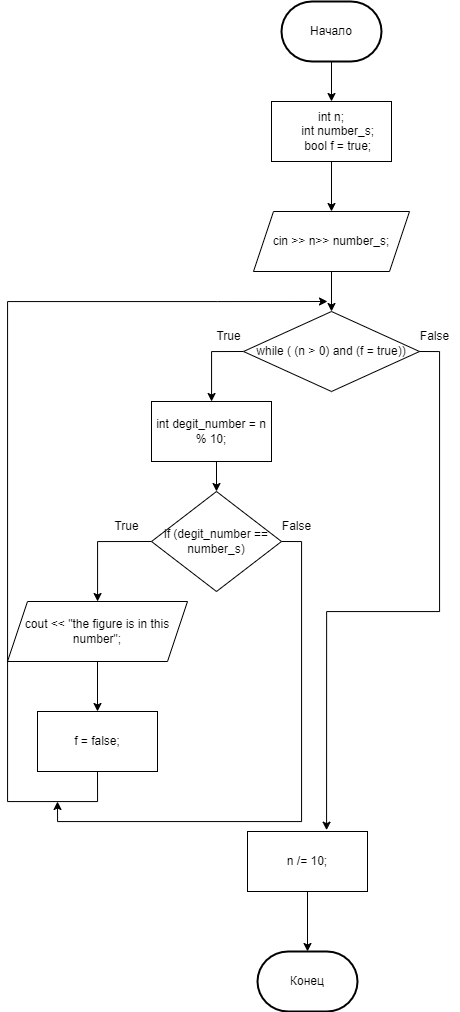 Начало
int n;
int number_s;
bool f = true;
cin >> n>> number_s;
while ( (n > 0) and (f = true))
True
False
int degit_number = n
% 10;
if (degit_number ==
number_s)
True
False
cout << "the figure is in this
number";
f = false;
n /= 10;
Конец